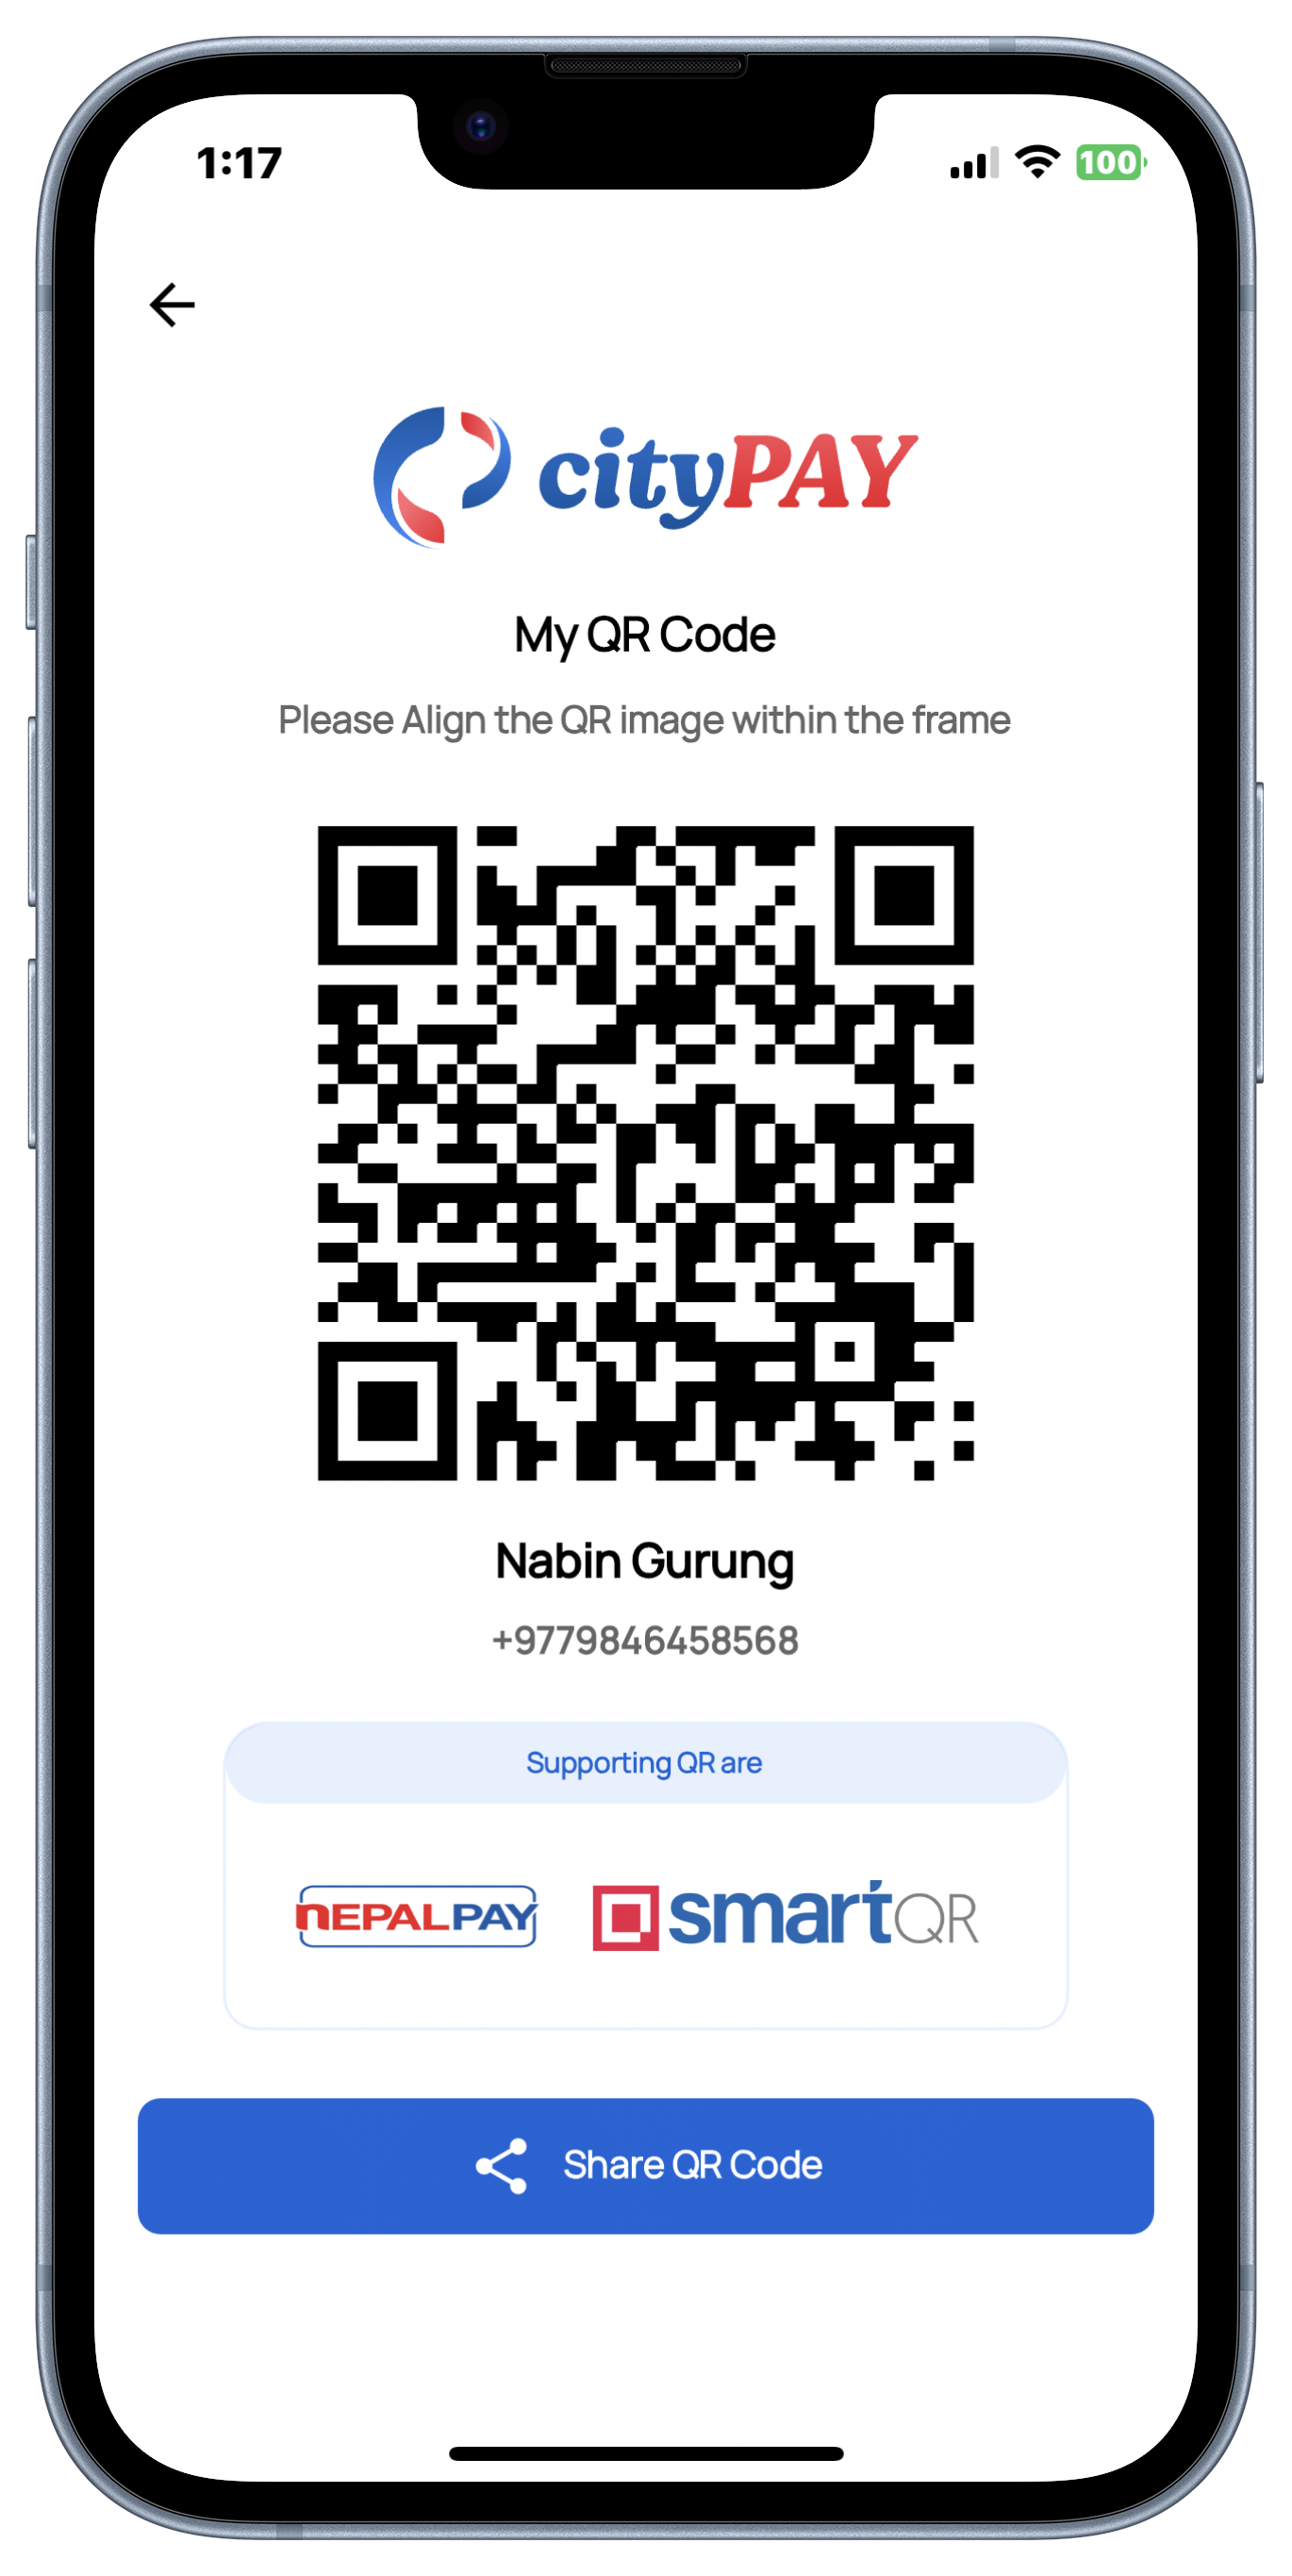 1:17
100
cityPAY
My QR Code
Please Align the QR image within the frame
Nabin Gurung
+9779846458568
Supporting QR are
nEPALPAY
smartQR
Share QR Code